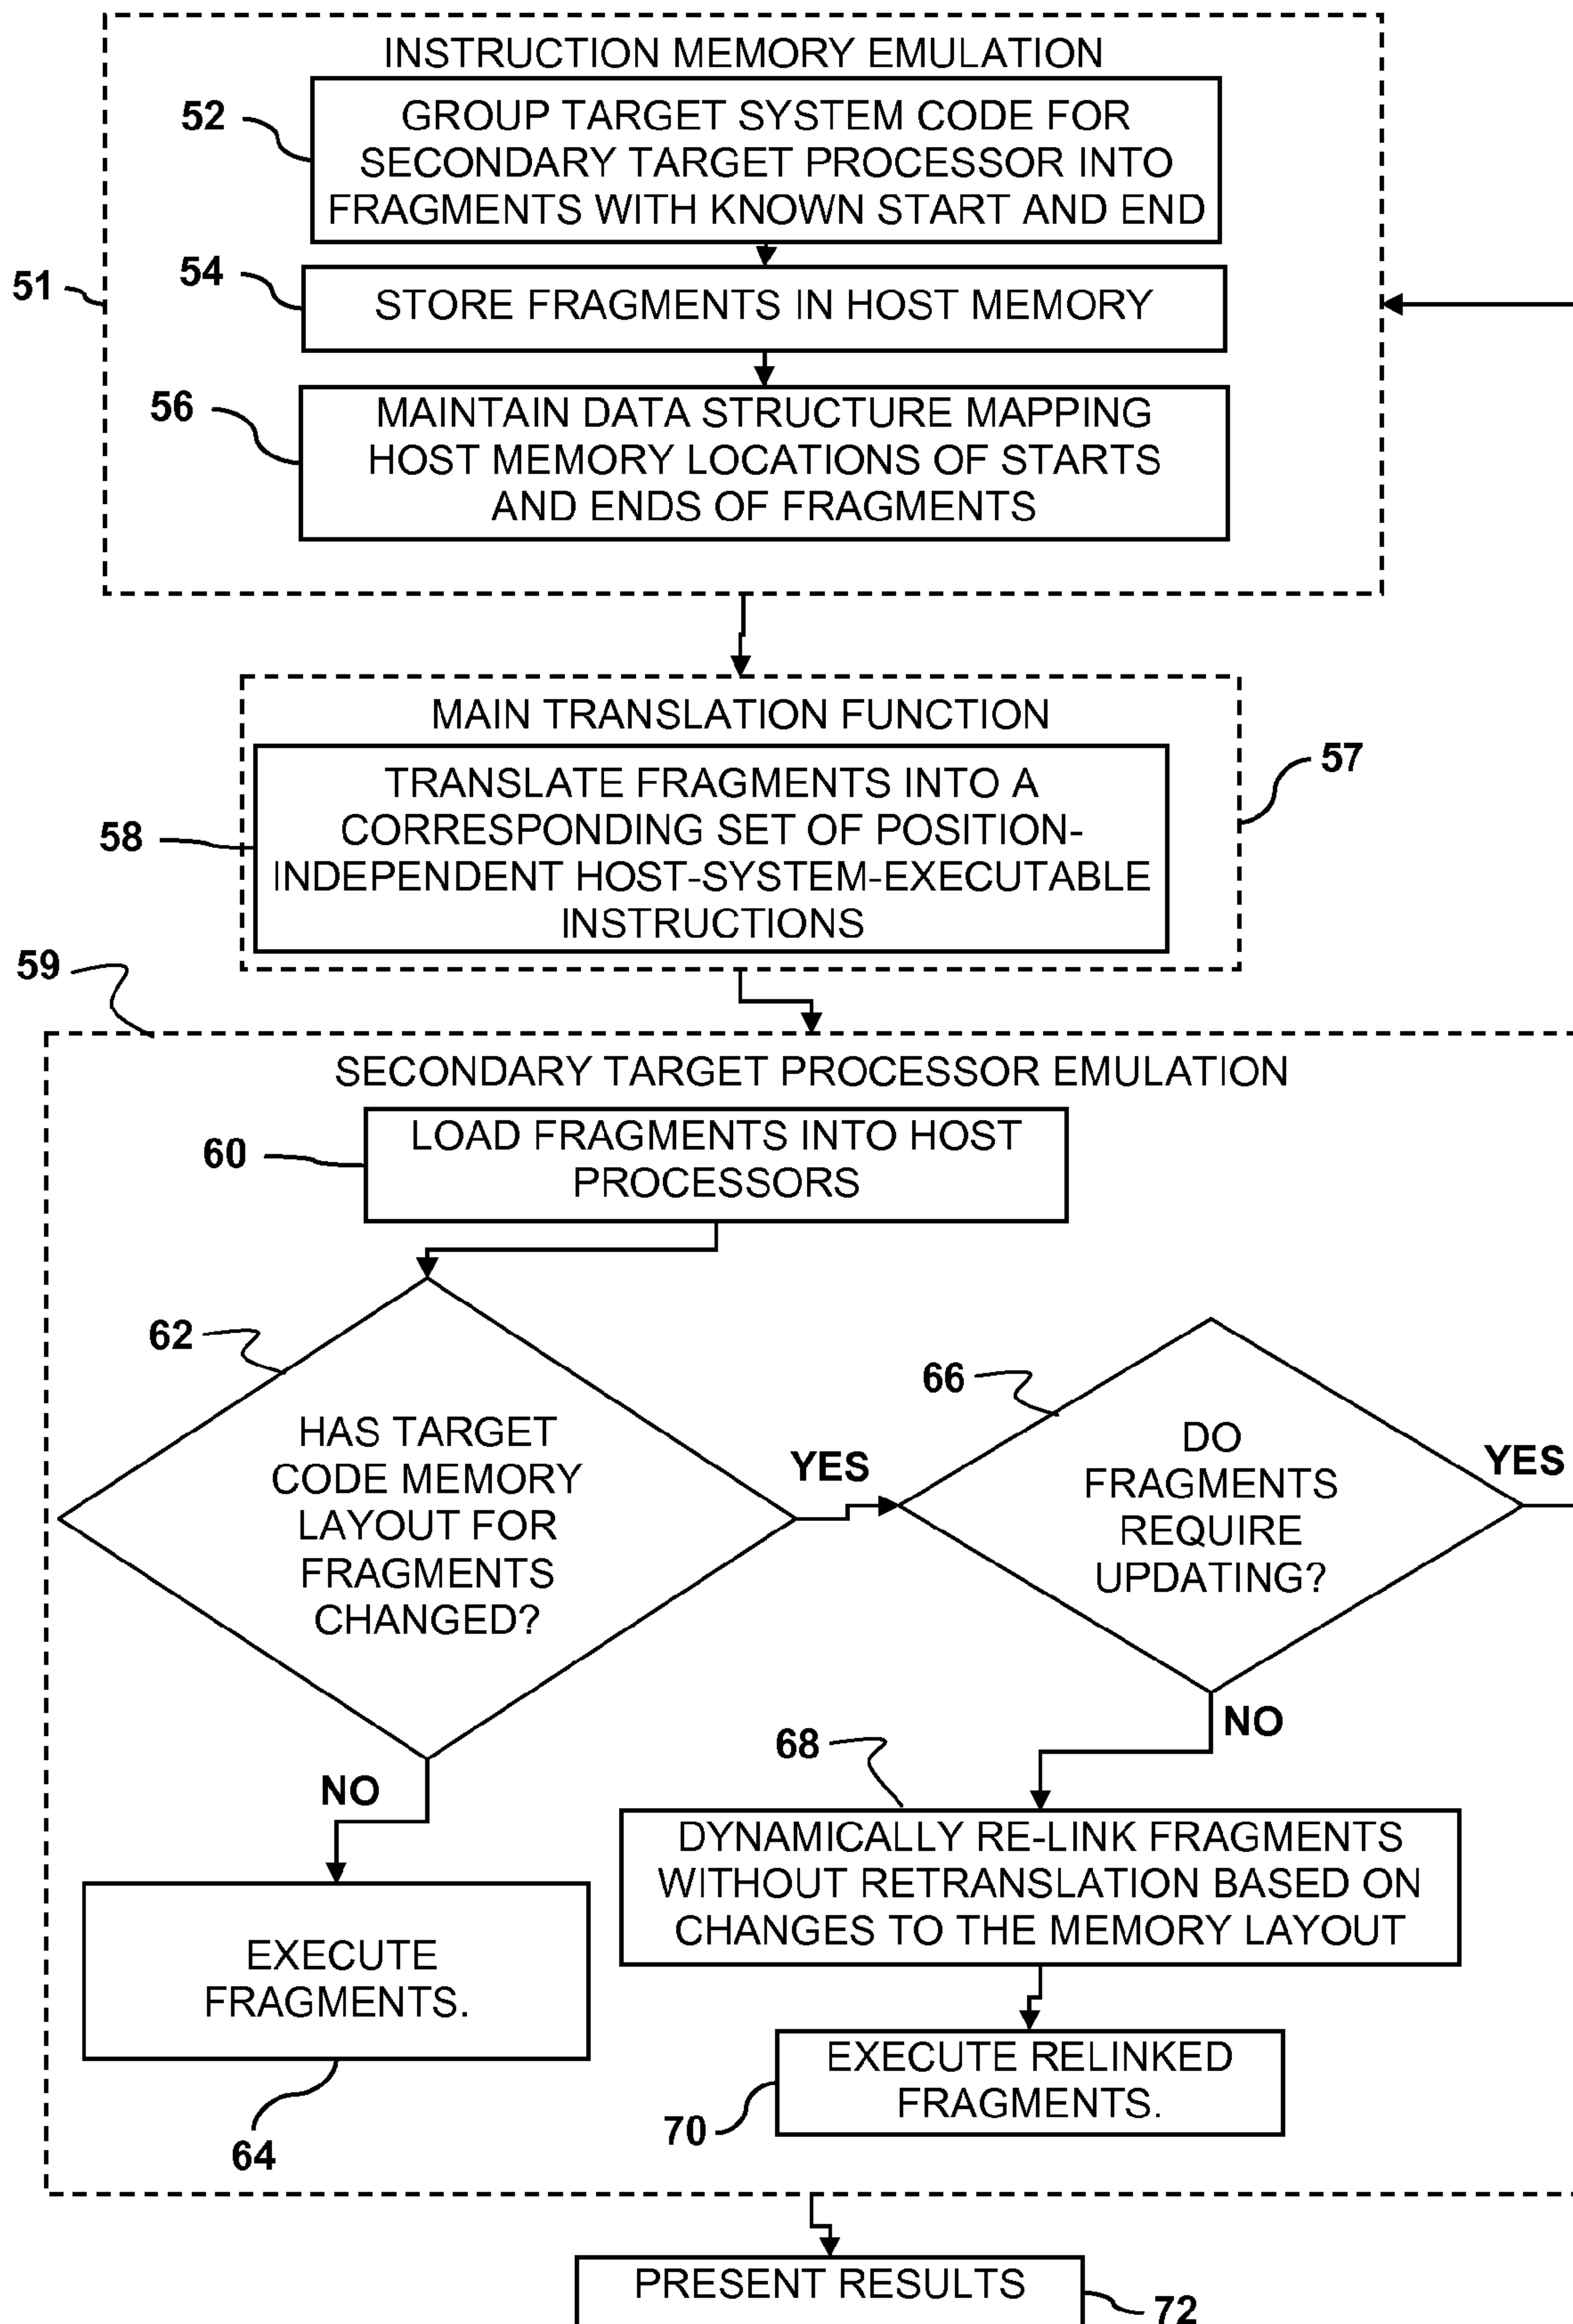 INSTRUCTION MEMORY EMULATION
52
GROUP TARGET SYSTEM CODE FOR
SECONDARY TARGET PROCESSOR INTO
FRAGMENTS WITH KNOWN START AND END
51
54
STORE FRAGMENTS IN HOST MEMORY
56
MAINTAIN DATA STRUCTURE MAPPING
HOST MEMORY LOCATIONS OF STARTS
AND ENDS OF FRAGMENTS
MAIN TRANSLATION FUNCTION
57
58
TRANSLATE FRAGMENTS INTO A
CORRESPONDING SET OF POSITION-
INDEPENDENT HOST-SYSTEM-EXECUTABLE
INSTRUCTIONS
59
SECONDARY TARGET PROCESSOR EMULATION
60
LOAD FRAGMENTS INTO HOST
PROCESSORS
62
HAS TARGET
CODE MEMORY
LAYOUT FOR
FRAGMENTS
CHANGED?
YES
66
DO
FRAGMENTS
REQUIRE
UPDATING?
YES
NO
NO
68
DYNAMICALLY RE-LINK FRAGMENTS
WITHOUT RETRANSLATION BASED ON
CHANGES TO THE MEMORY LAYOUT
EXECUTE
FRAGMENTS.
64
EXECUTE RELINKED
FRAGMENTS.
70
PRESENT RESULTS
72